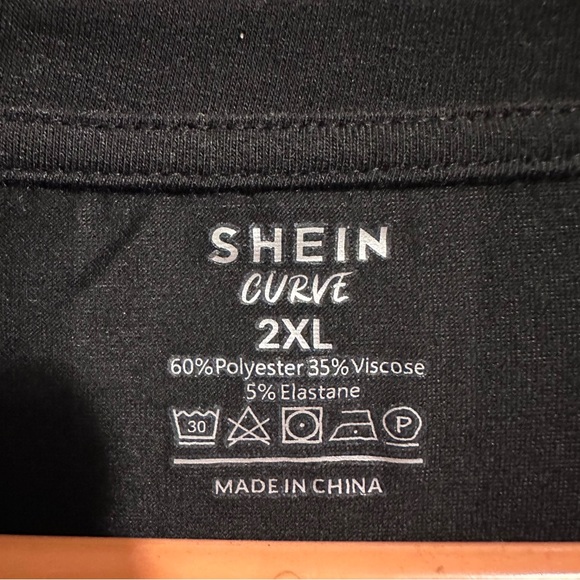 SHEIN
CURVE
2XL
60%Polyester 35%Viscose
5% Elastane
30 P
MADE IN CHINA